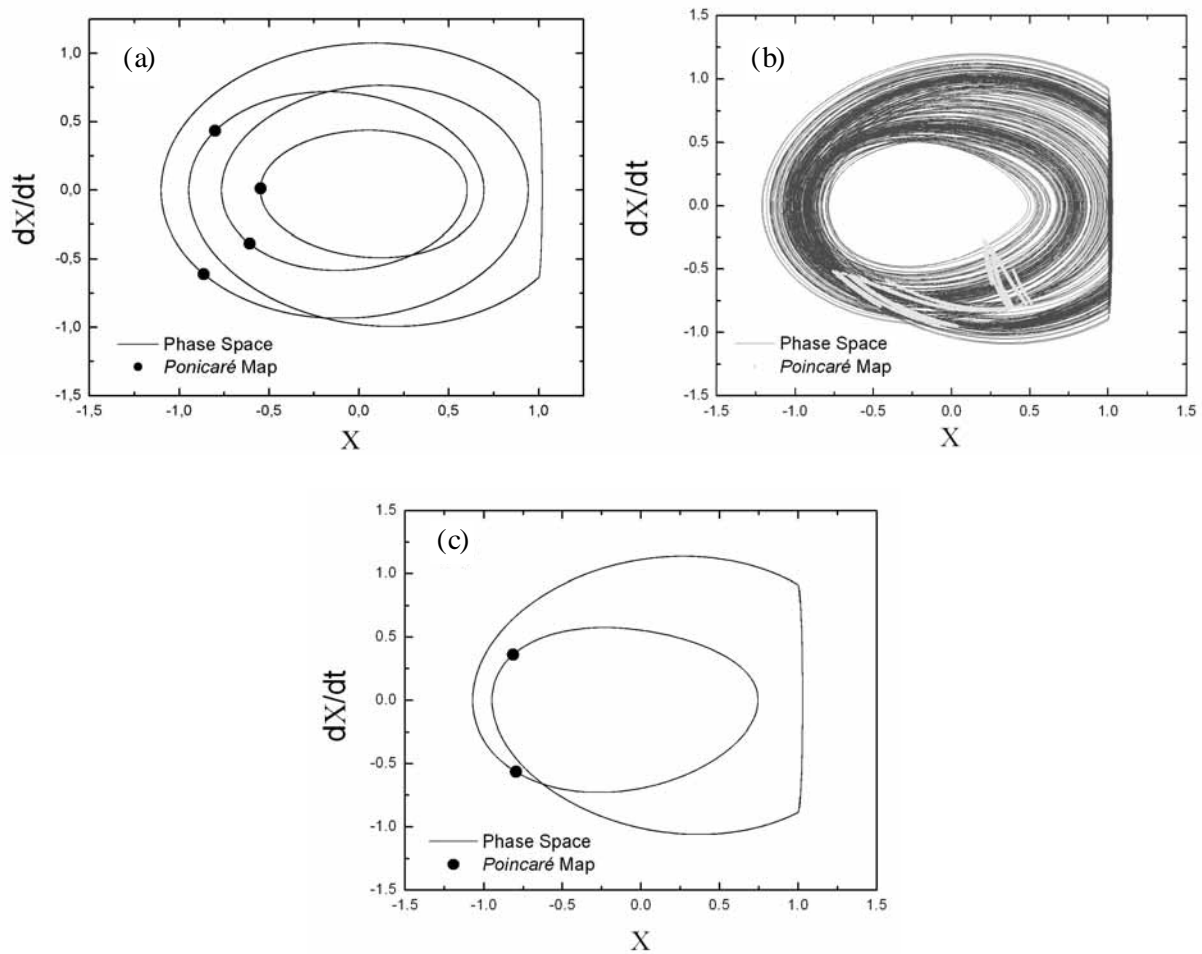 (a)
1,0
0,5
0,0
-0,5
-1,0
-1,5
dX/dt
Phase Space
Ponicaré Map
-1,5 -1,0 -0,5 0,0 0,5 1,0
X
(b)
1.5
1.0
0.5
0.0
-0.5
-1.0
-1.5
dX/dt
Phase Space
Poincaré Map
-1.5 -1.0 -0.5 0.0 0.5 1.0 1.5
X
(c)
1.5
1.0
0.5
0.0
-0.5
-1.0
-1.5
dX/dt
Phase Space
Poincaré Map
-1.5 -1.0 -0.5 0.0 0.5 1.0 1.5
X